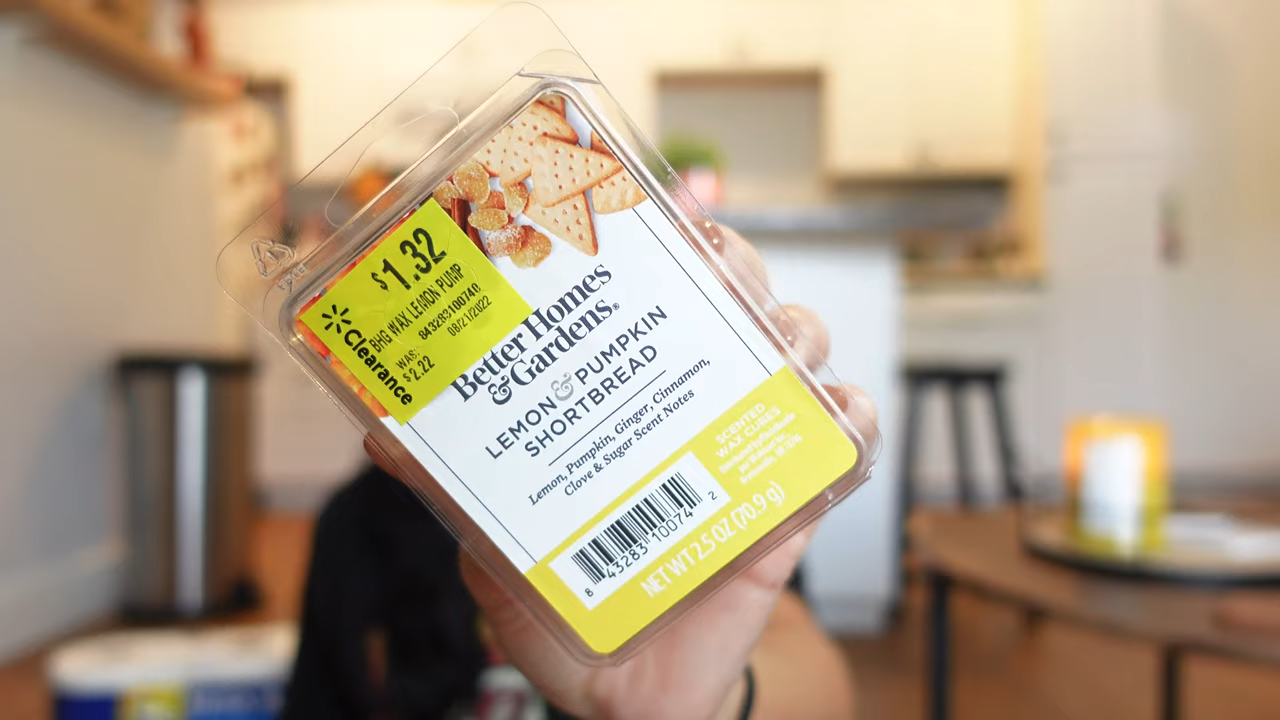 $1.32
BHG WAX LEMON PUMP
843283100740
08/21/2022
WAS:
$2.22
Clearance
Better Homes
& Gardens®
LEMON & PUMPKIN
SHORTBREAD
Lemon, Pumpkin, Ginger, Cinnamon,
Clove & Sugar Scent Notes
SCENTED
WAX CUBES
8 43283 10074 2
NET WT 2.5 OZ (70.9 g)